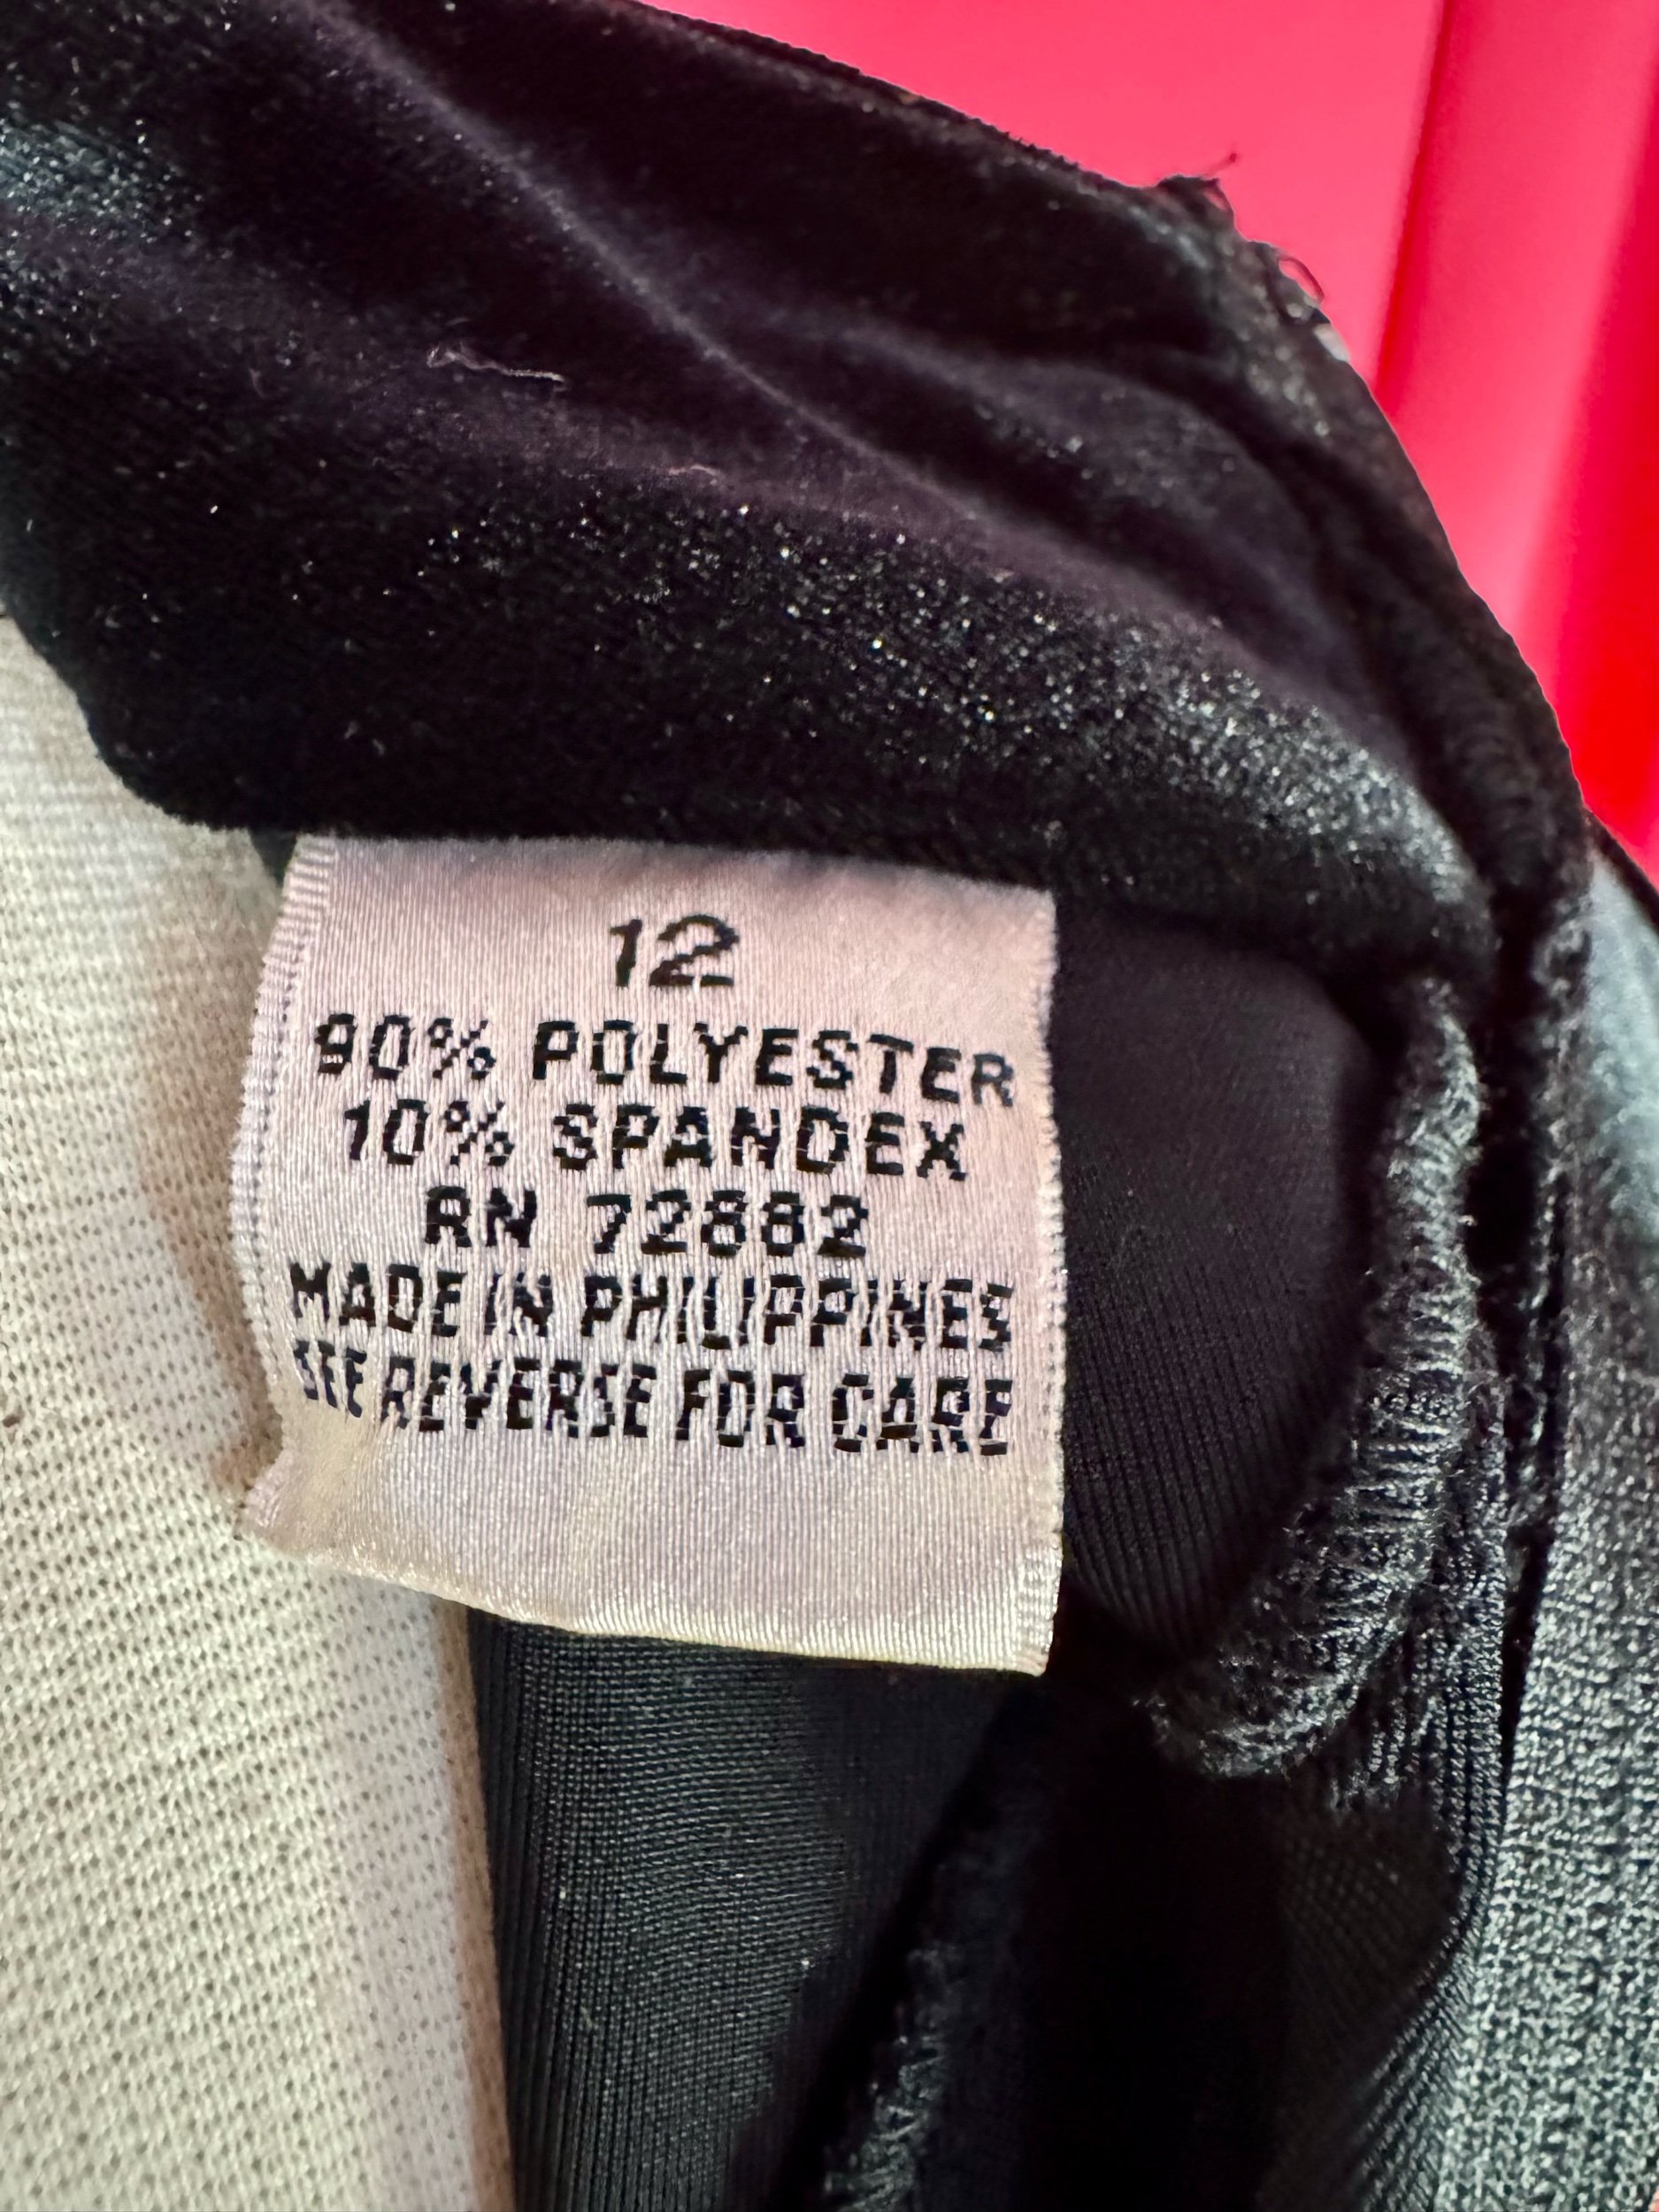 12
90% POLYESTER
10% SPANDEX
RN 72882
MADE IN PHILIPPINES
SEE REVERSE FOR CARE